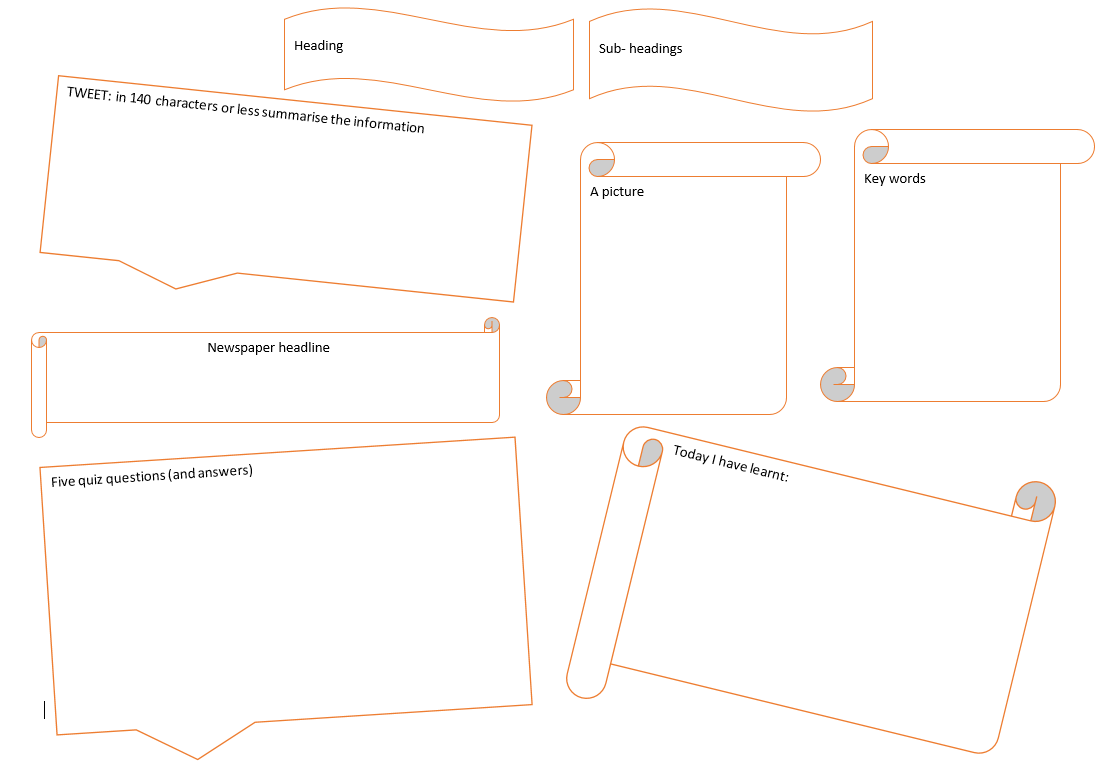 Heading
Sub- headings
TWEET: in 140 characters or less summarise the information
A picture
Key words
Newspaper headline
Five quiz questions (and answers)
Today I have learnt: